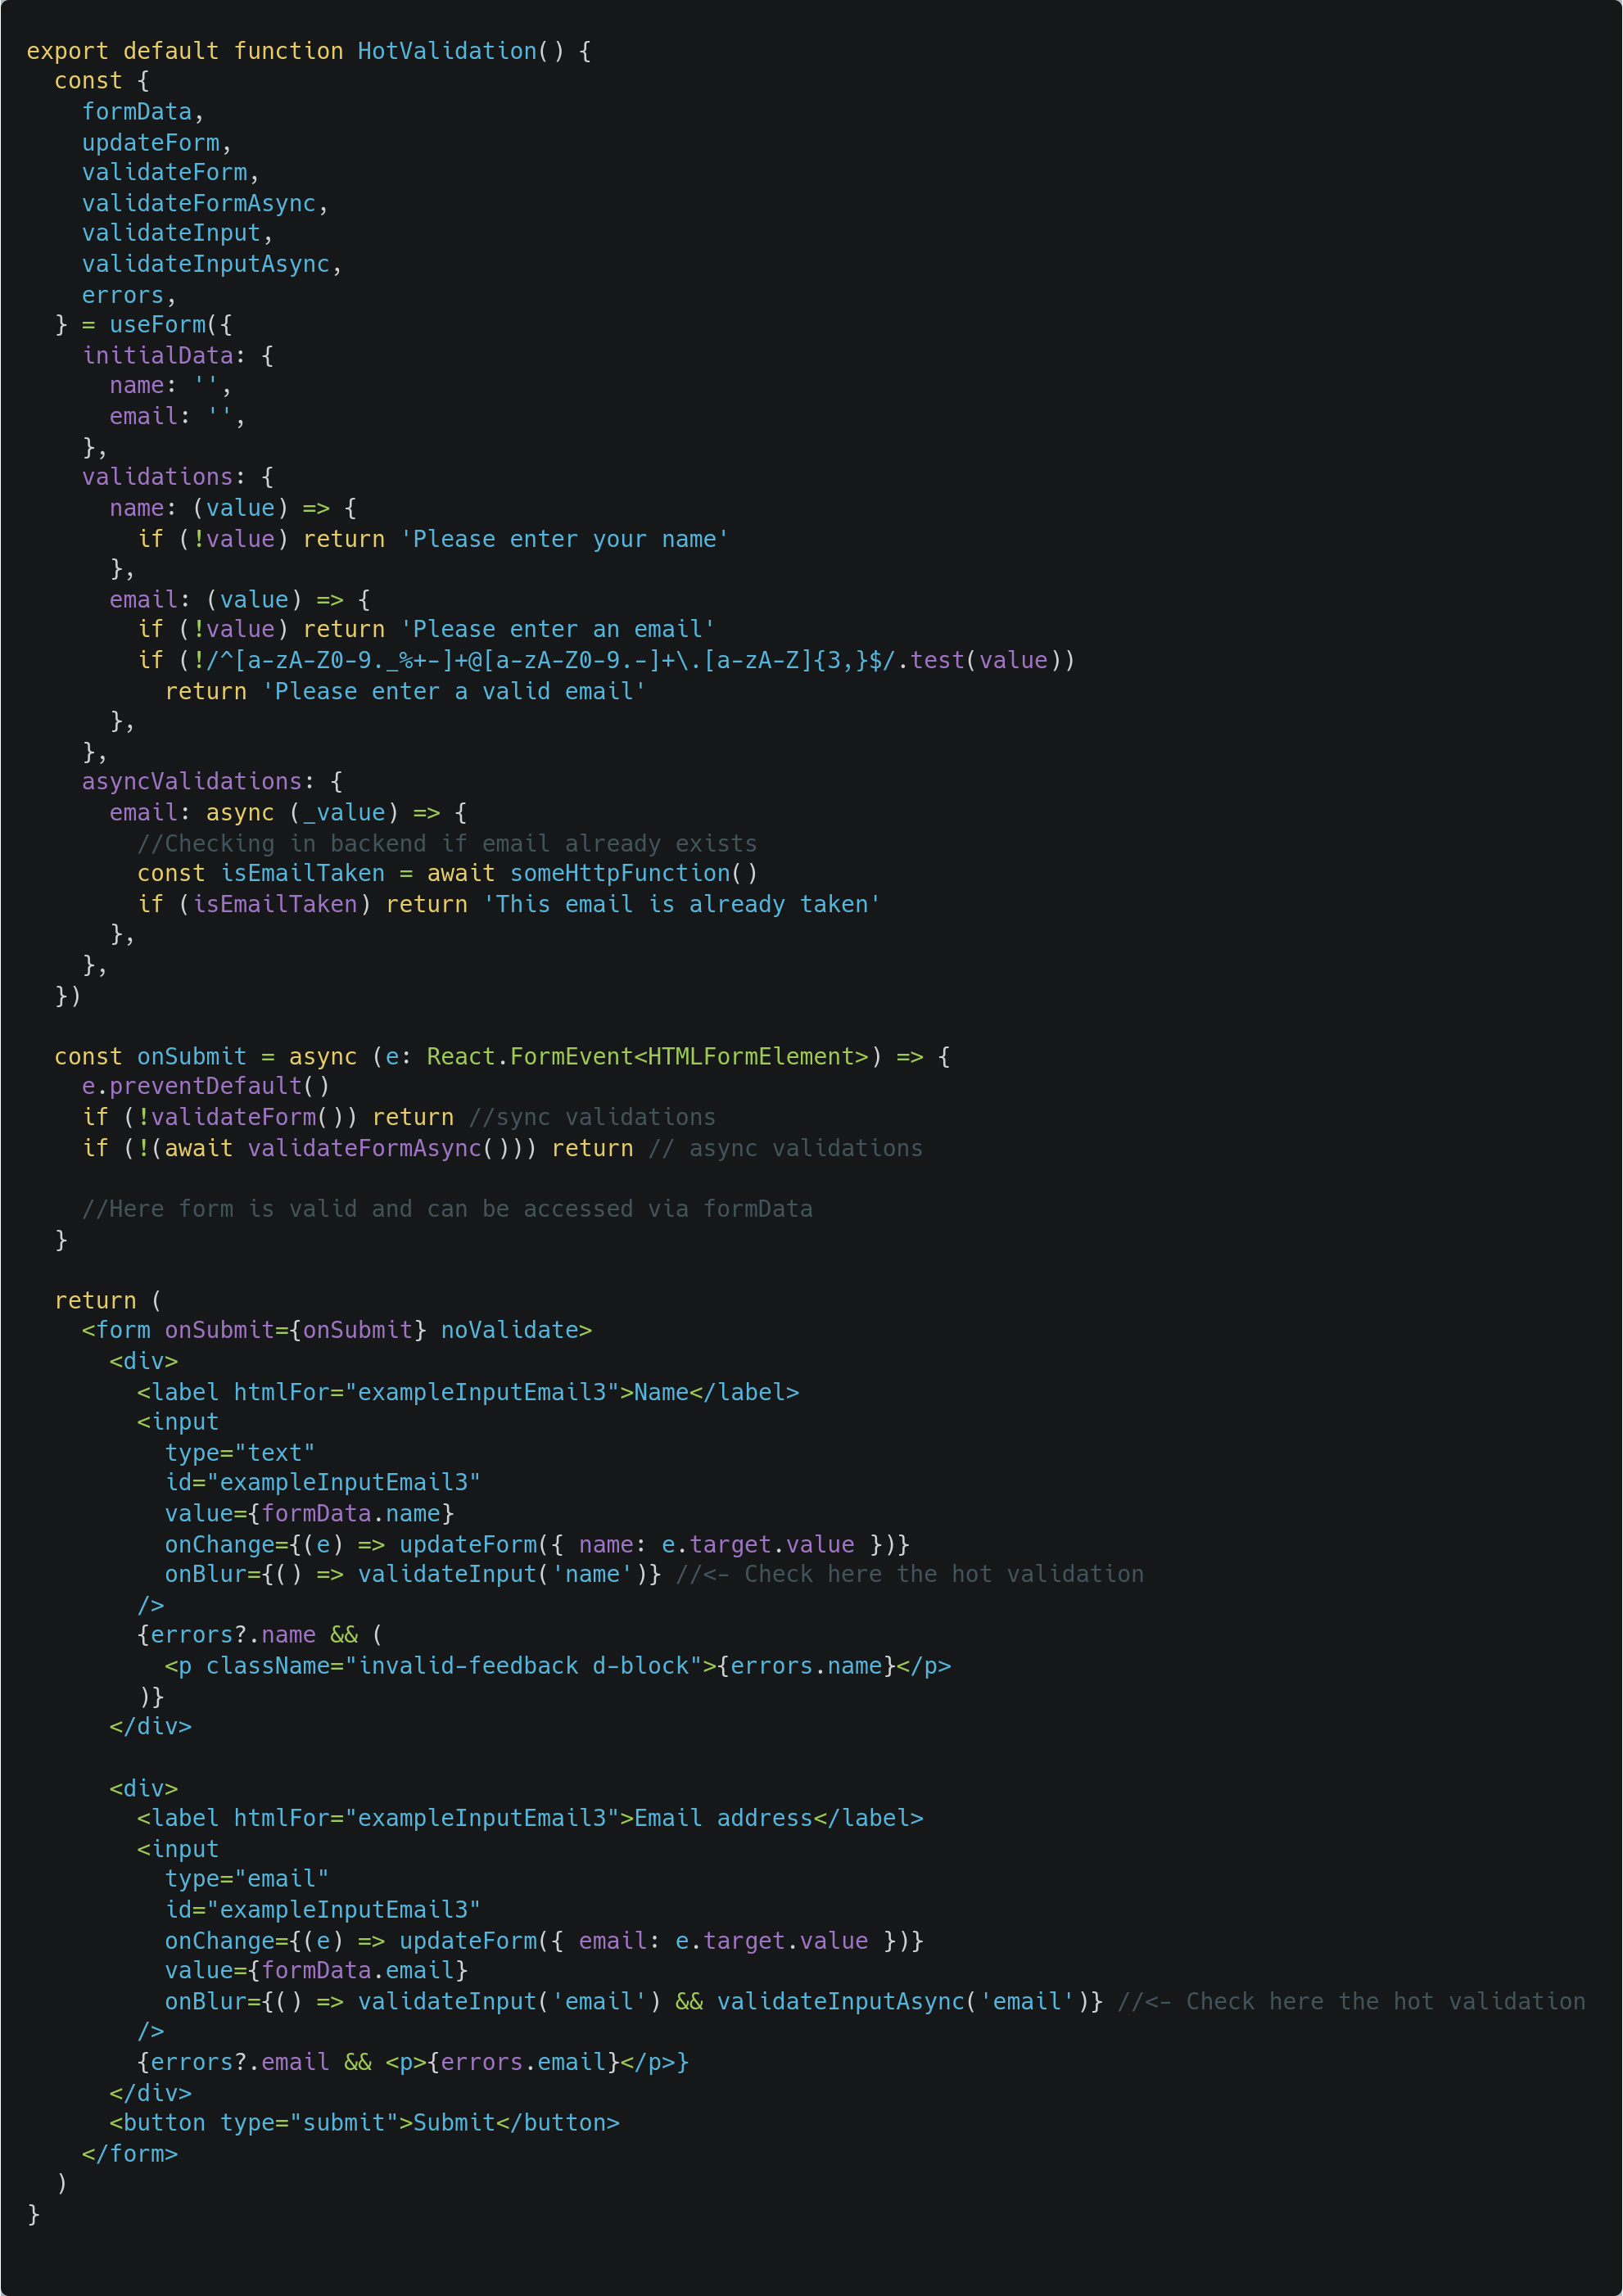 export default function HotValidation() {
  const {
    formData,
    updateForm,
    validateForm,
    validateFormAsync,
    validateInput,
    validateInputAsync,
    errors,
  } = useForm({
    initialData: {
      name: '',
      email: '',
    },
    validations: {
      name: (value) => {
        if (!value) return 'Please enter your name'
      },
      email: (value) => {
        if (!value) return 'Please enter an email'
        if (!/^[a-zA-Z0-9._%+-]+@[a-zA-Z0-9.-]+\.[a-zA-Z]{3,}$/.test(value))
          return 'Please enter a valid email'
      },
    },
    asyncValidations: {
      email: async (_value) => {
        //Checking in backend if email already exists
        const isEmailTaken = await someHttpFunction()
        if (isEmailTaken) return 'This email is already taken'
      },
    },
  })

  const onSubmit = async (e: React.FormEvent<HTMLFormElement>) => {
    e.preventDefault()
    if (!validateForm()) return //sync validations
    if (!(await validateFormAsync())) return // async validations

    //Here form is valid and can be accessed via formData
  }

  return (
    <form onSubmit={onSubmit} noValidate>
      <div>
        <label htmlFor="exampleInputEmail3">Name</label>
        <input
          type="text"
          id="exampleInputEmail3"
          value={formData.name}
          onChange={(e) => updateForm({ name: e.target.value })}
          onBlur={() => validateInput('name')} //<- Check here the hot validation
        />
        {errors?.name && (
          <p className="invalid-feedback d-block">{errors.name}</p>
        )}
      </div>

      <div>
        <label htmlFor="exampleInputEmail3">Email address</label>
        <input
          type="email"
          id="exampleInputEmail3"
          onChange={(e) => updateForm({ email: e.target.value })}
          value={formData.email}
          onBlur={() => validateInput('email') && validateInputAsync('email')} //<- Check here the hot validation
        />
        {errors?.email && <p>{errors.email}</p>}
      </div>
      <button type="submit">Submit</button>
    </form>
  )
}